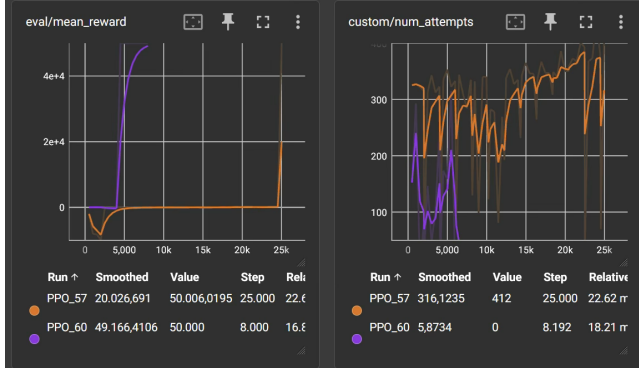 eval/mean_reward
4e+4
2e+4
0
0
5,000
10k
15k
20k
25k
Run ↑ Smoothed Value Step Rela
PPO_57 20.026,691 50.006,0195 25.000 22.6
PPO_60 49.166,4106 50.000 8.000 16.8
custom/num_attempts
300
200
100
0
5,000
10k
15k
20k
25k
Run ↑ Smoothed Value Step Relative
PPO_57 316,1235 412 25.000 22.62 m
PPO_60 5,8734 0 8.192 18.21 m